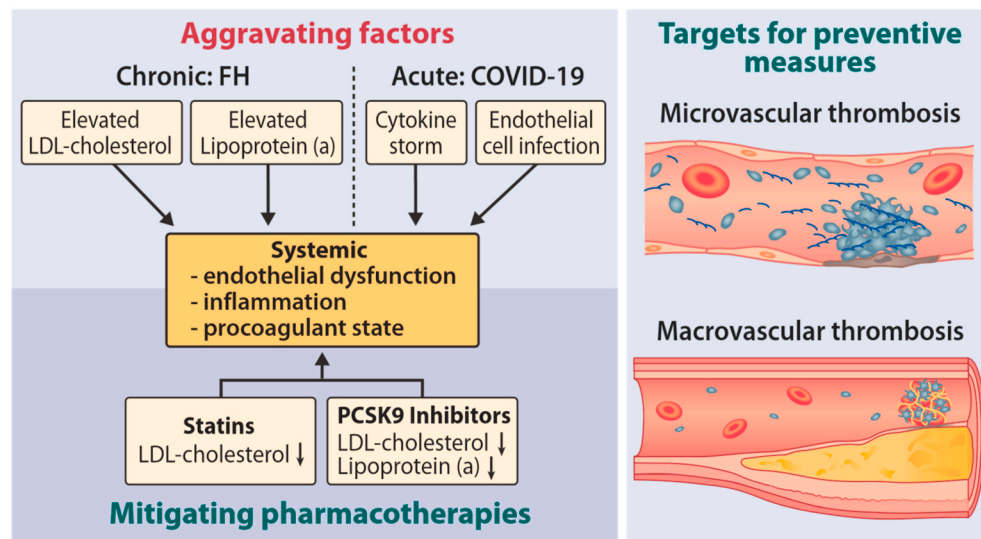 Aggravating factors
Chronic: FH
Acute: COVID-19
Elevated
LDL-cholesterol
Elevated
Lipoprotein (a)
Cytokine
storm
Endothelial
cell infection
Systemic
- endothelial dysfunction
- inflammation
- procoagulant state
Statins
LDL-cholesterol ↓
PCSK9 Inhibitors
LDL-cholesterol ↓
Lipoprotein (a) ↓
Mitigating pharmacotherapies
Targets for preventive
measures
Microvascular thrombosis
Macrovascular thrombosis